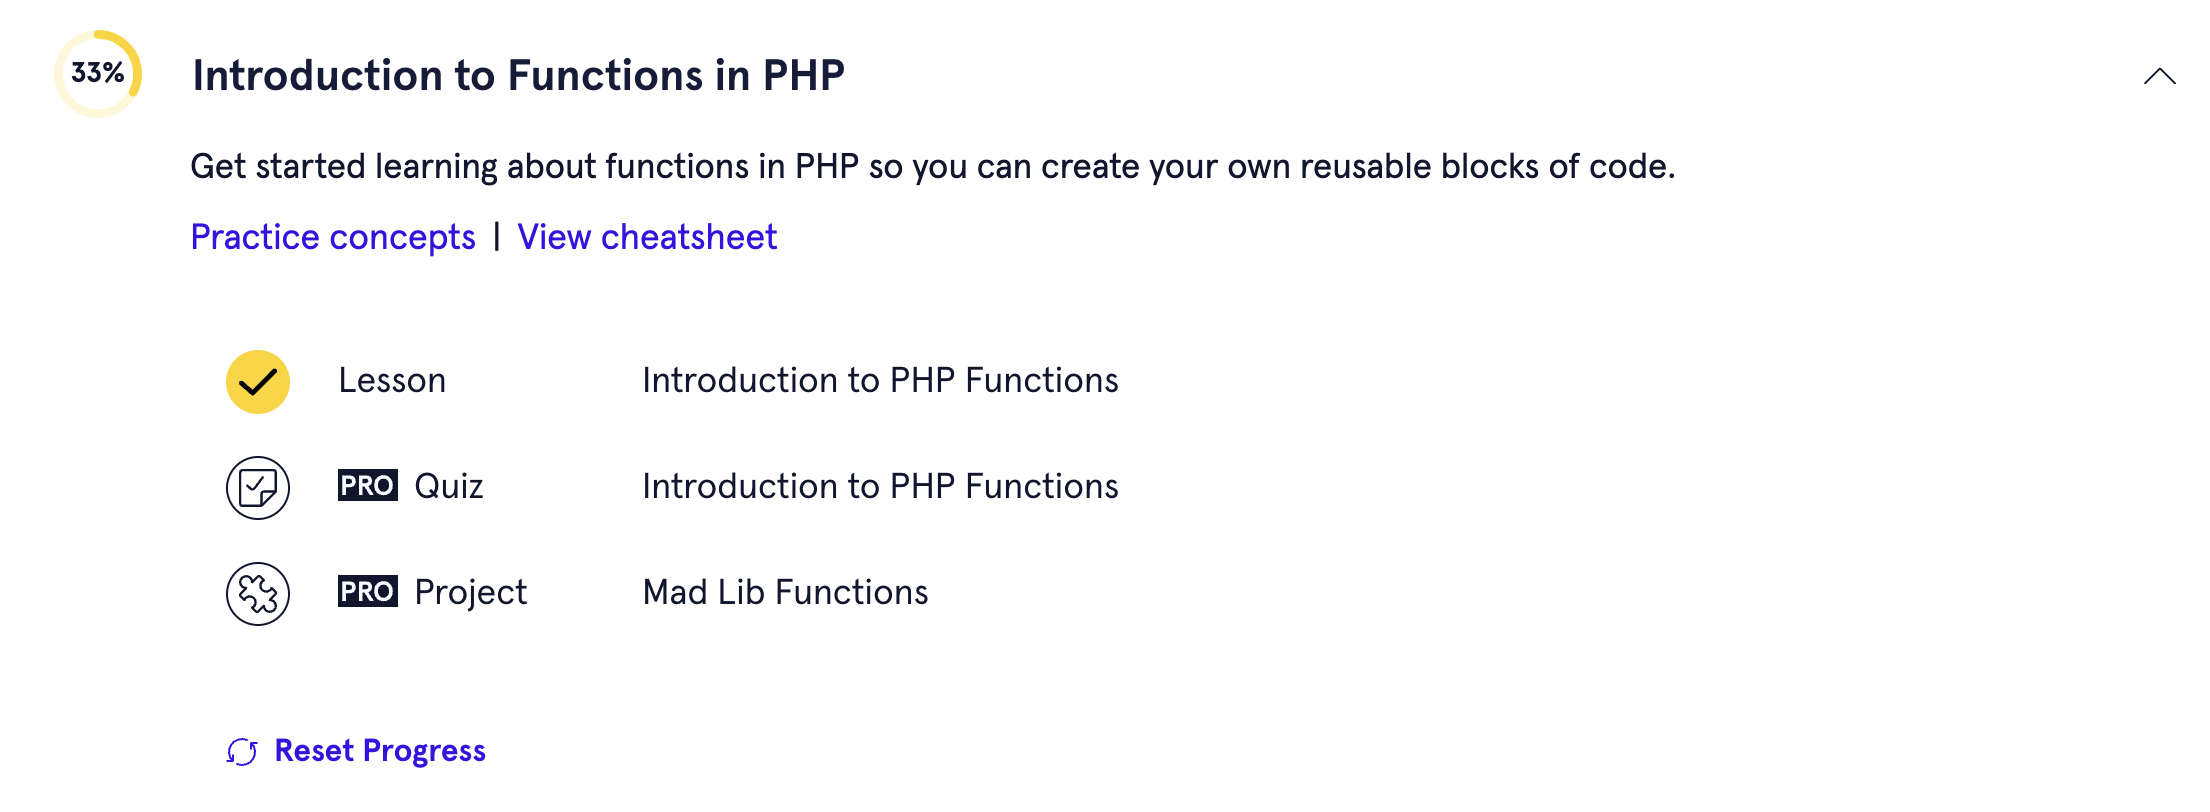 33%
Introduction to Functions in PHP
Get started learning about functions in PHP so you can create your own reusable blocks of code.
Practice concepts | View cheatsheet
Lesson Introduction to PHP Functions
PRO Quiz Introduction to PHP Functions
PRO Project Mad Lib Functions
Reset Progress